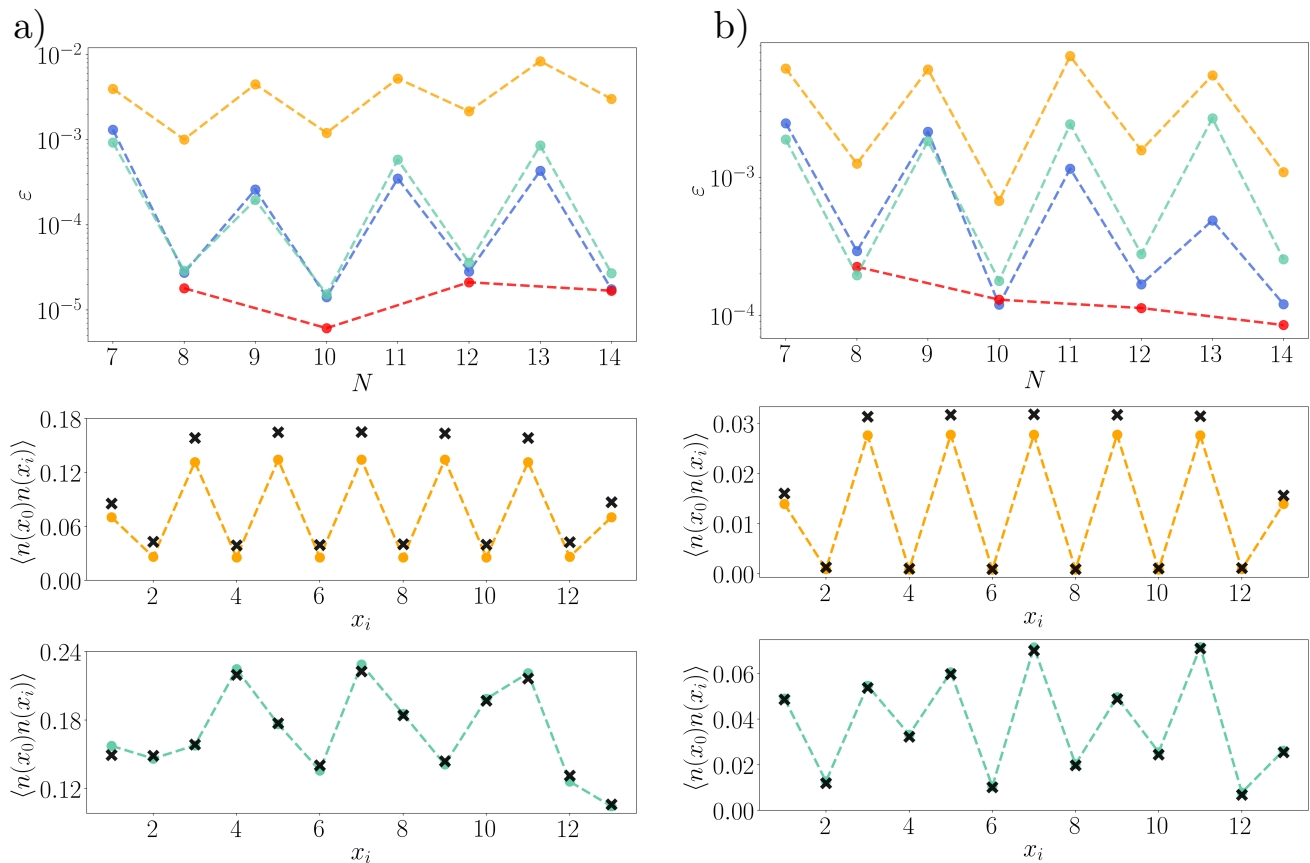 a)
10⁻²
10⁻³
10⁻⁴
10⁻⁵
ε
7 8 9 10 11 12 13 14
N
0.18
0.12
0.06
0.00
⟨n(x₀)n(xᵢ)⟩
2 4 6 8 10 12
xᵢ
0.24
0.18
0.12
⟨n(x₀)n(xᵢ)⟩
2 4 6 8 10 12
xᵢ
b)
10⁻³
10⁻⁴
ε
7 8 9 10 11 12 13 14
N
0.03
0.02
0.01
0.00
⟨n(x₀)n(xᵢ)⟩
2 4 6 8 10 12
xᵢ
0.06
0.04
0.02
0.00
⟨n(x₀)n(xᵢ)⟩
2 4 6 8 10 12
xᵢ